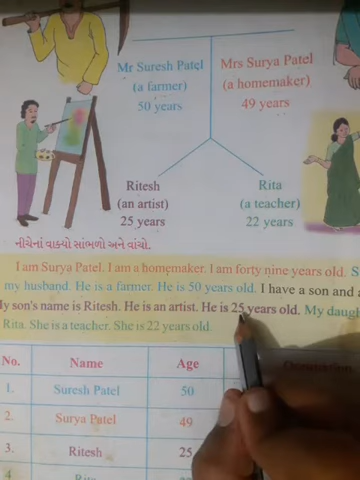 Mr Suresh Patel
(a farmer)
50 years
Mrs Surya Patel
(a homemaker)
49 years
Ritesh
(an artist)
25 years
Rita
(a teacher)
22 years
નીચેનાં વાક્યો સાંભળો અને વાંચો.
I am Surya Patel. I am a homemaker. I am forty nine years old. S
my husband. He is a farmer. He is 50 years old. I have a son and a
My son's name is Ritesh. He is an artist. He is 25 years old. My daugh
Rita. She is a teacher. She is 22 years old.
No. Name Age
1. Suresh Patel 50
2. Surya Patel 49
3. Ritesh 25
4 Rita